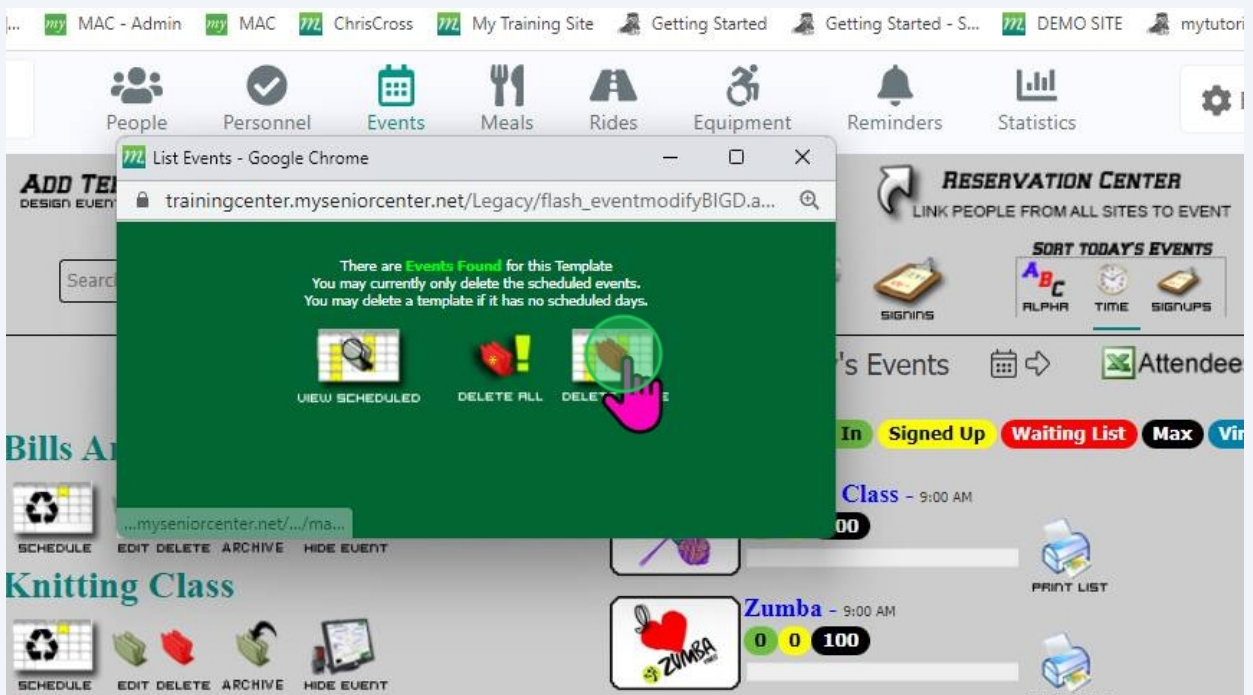 MAC - Admin MAC ChrisCross My Training Site Getting Started Getting Started - S... DEMO SITE mytutori
People Personnel Events Meals Rides Equipment Reminders Statistics
List Events - Google Chrome
trainingcenter.myseniorcenter.net/Legacy/flash_eventmodifyBIGD.a...
ADD TE
DESIGN EVEN
RESERVATION CENTER
LINK PEOPLE FROM ALL SITES TO EVENT
Searc
There are Events Found for this Template
You may currently only delete the scheduled events.
You may delete a template if it has no scheduled days.
VIEW SCHEDULED DELETE ALL
SIGNINS
SORT TODAY'S EVENTS
ALPHA TIME SIGNUPS
's Events Attendee
In Signed Up Waiting List Max Vir
Bills A
SCHEDULE EDIT DELETE ARCHIVE HIDE EVENT
...myseniorcenter.net/.../ma...
Class - 9:00 AM
00
PRINT LIST
Knitting Class
SCHEDULE EDIT DELETE ARCHIVE HIDE EVENT
Zumba - 9:00 AM
0 0 100
ZUMBA